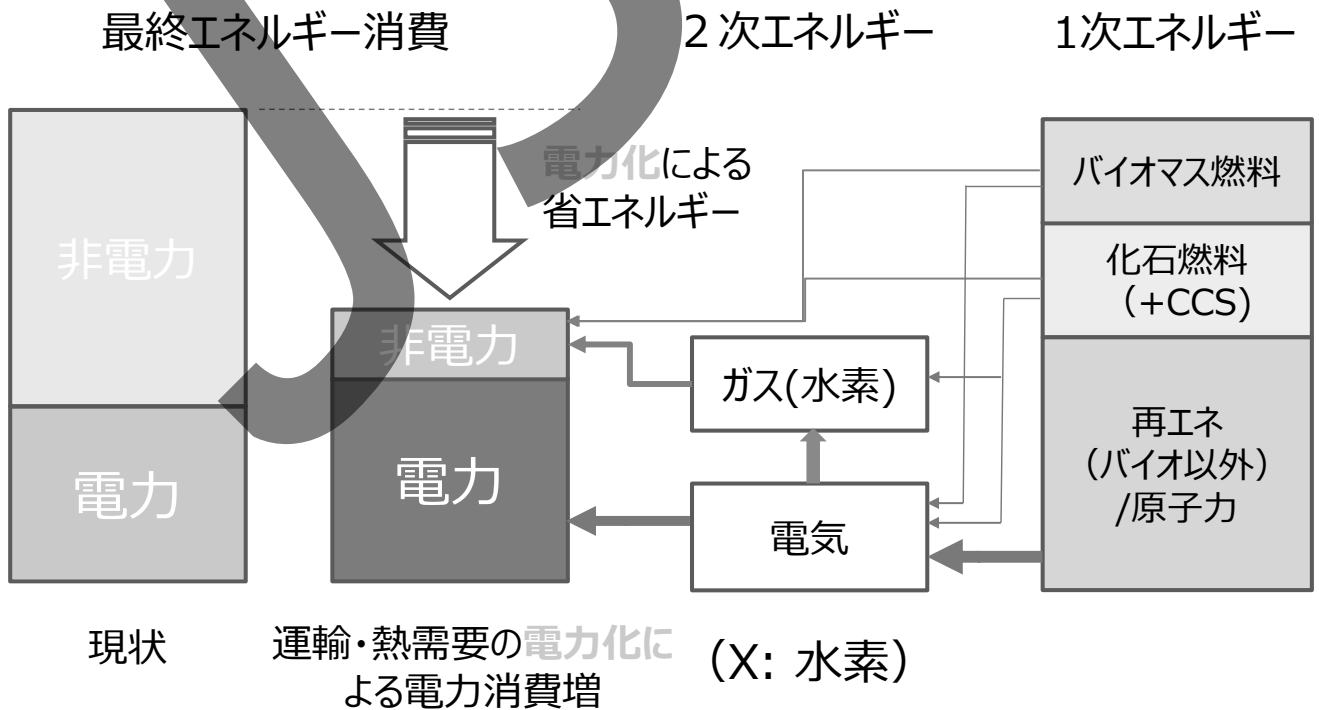 最終エネルギー消費
2次エネルギー
1次エネルギー
電力化による
省エネルギー
非電力
電力
非電力
電力
ガス(水素)
電気
バイオマス燃料
化石燃料
(+CCS)
再エネ
(バイオ以外)
/原子力
現状
運輸・熱需要の電力化に
よる電力消費増
(X: 水素)